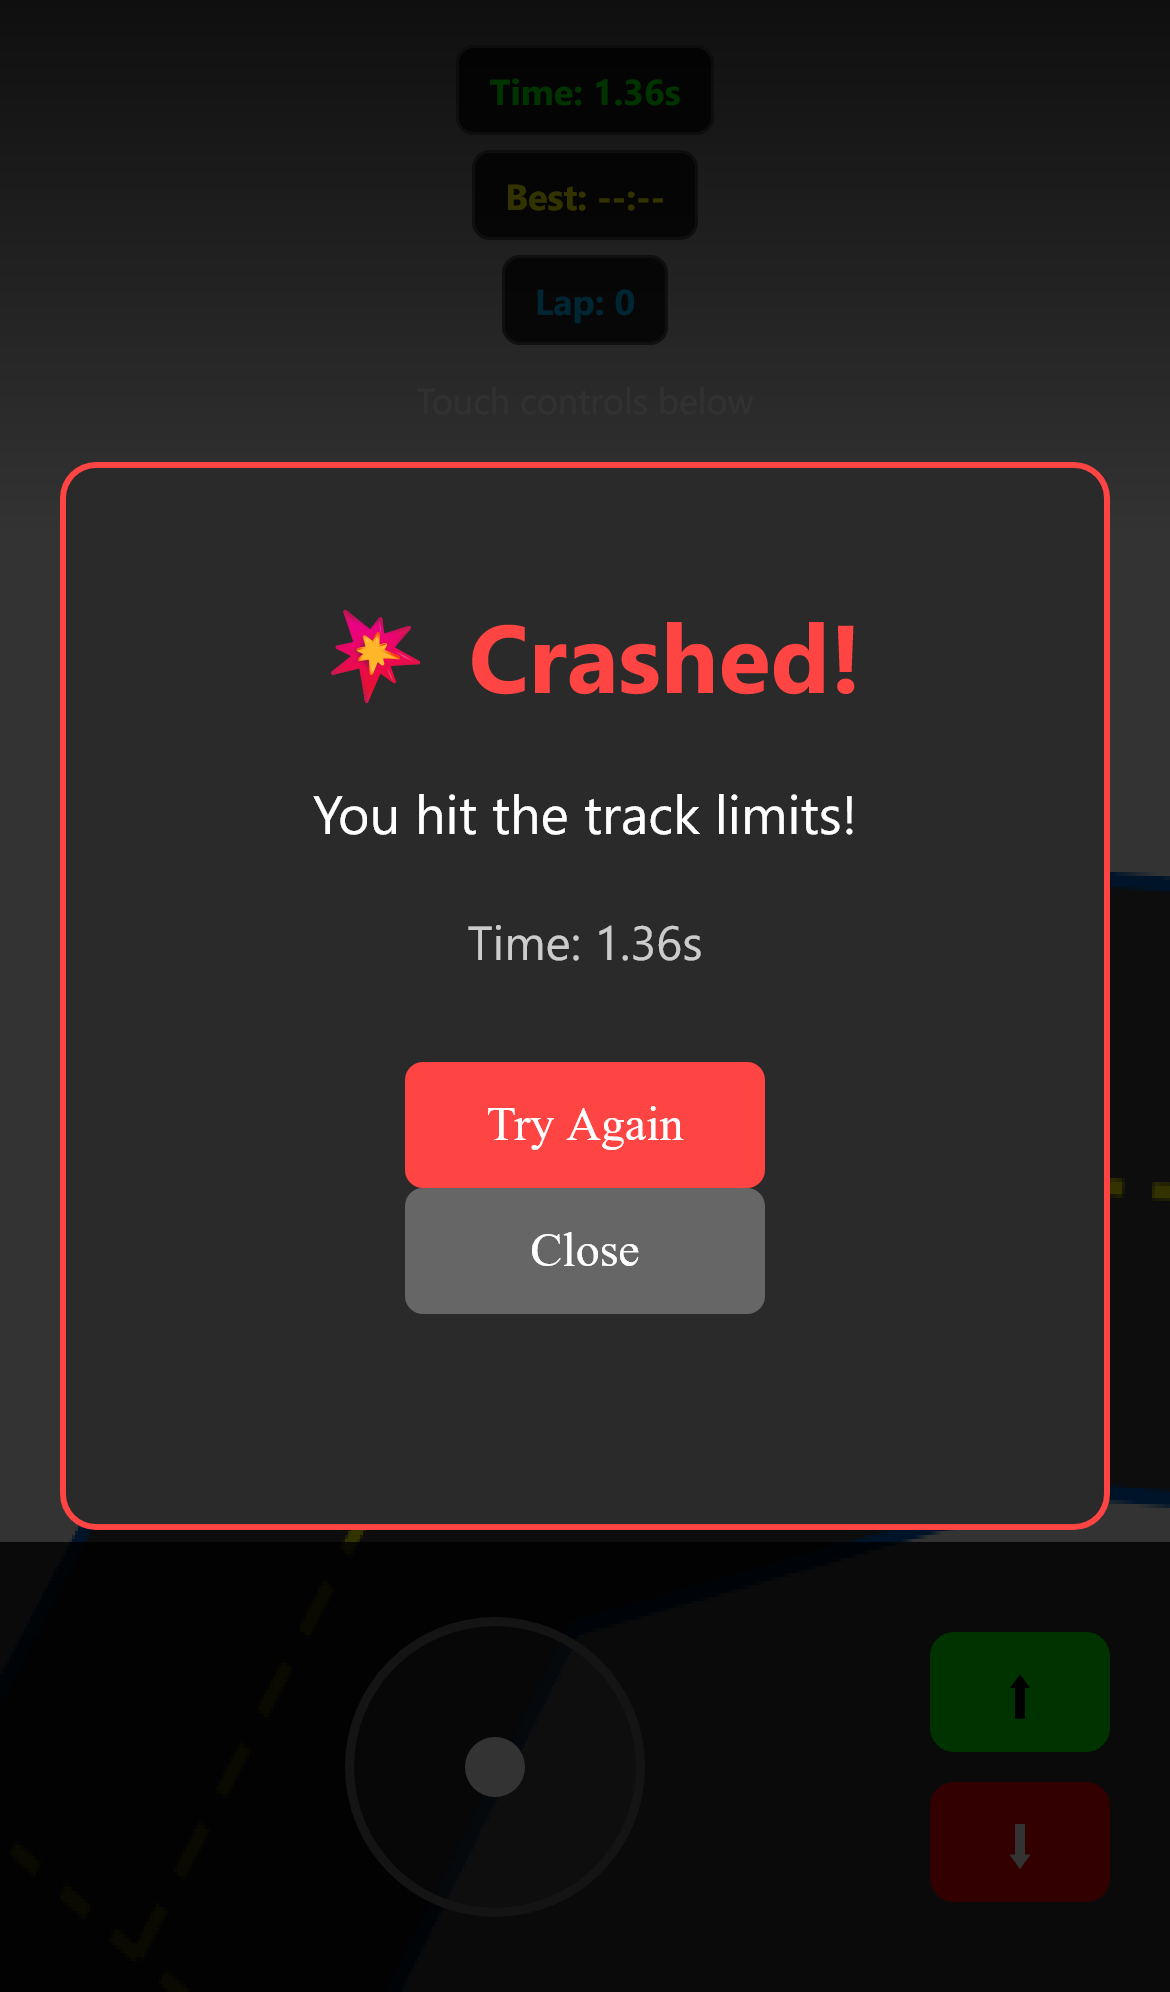 Time: 1.36s
Best: --:--
Lap: 0
Touch controls below
💥 Crashed!
You hit the track limits!
Time: 1.36s
Try Again
Close
⬆
⬇